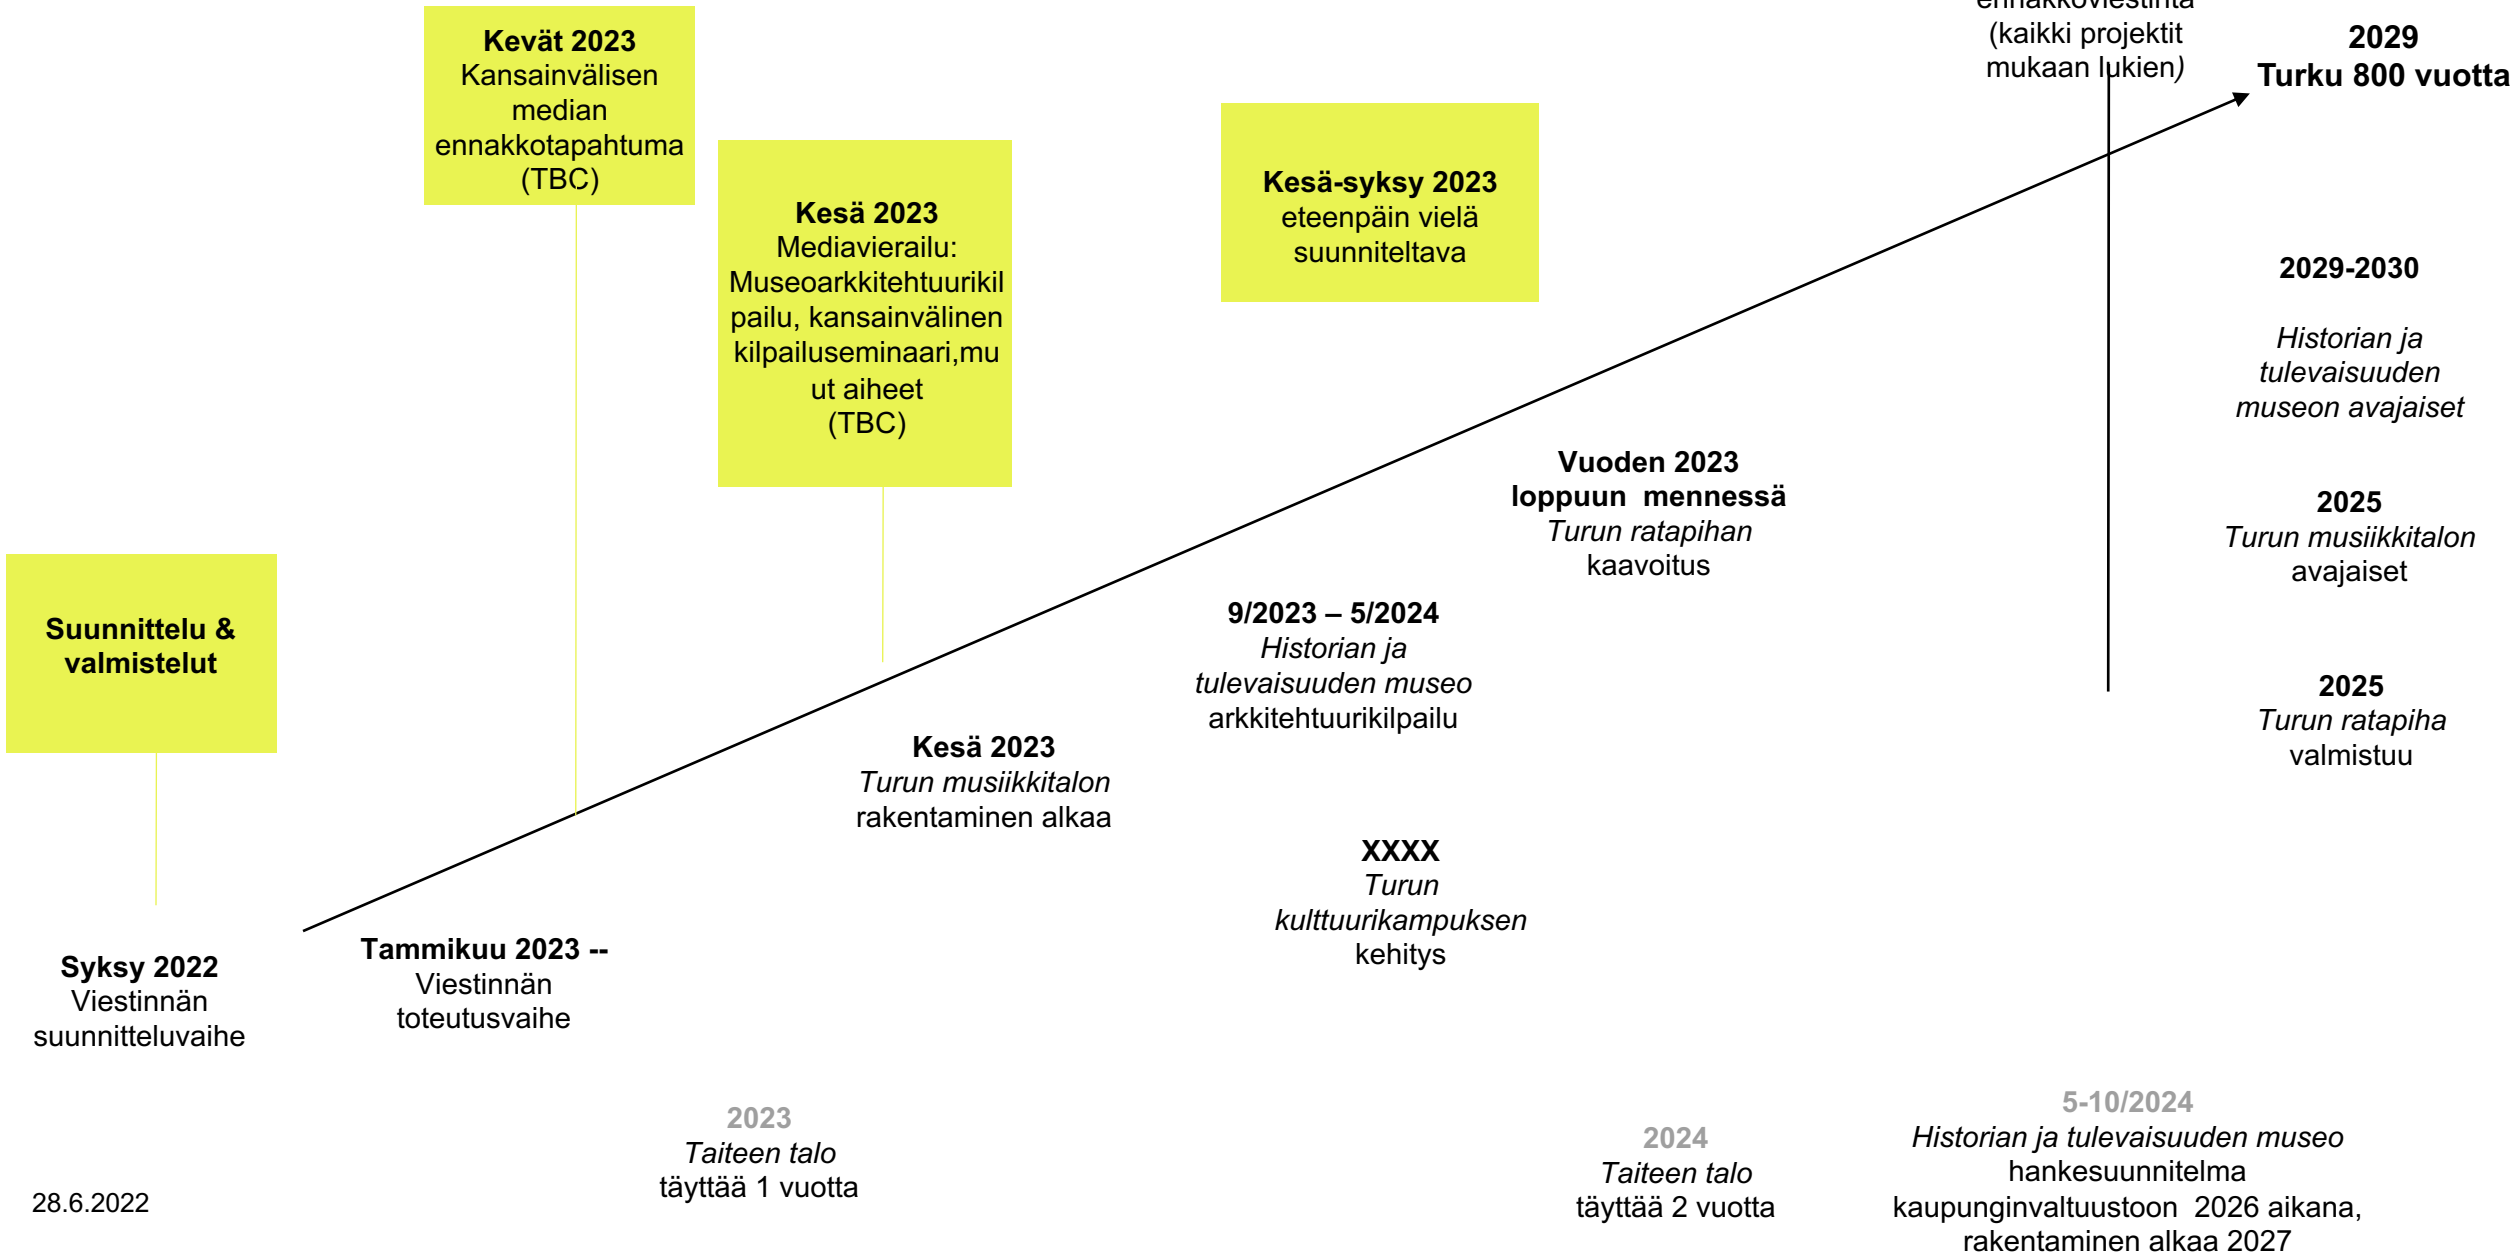 Kevät 2023
Kansainvälisen
median
ennakkotapahtuma
(TBC)
Kesä 2023
Mediavierailu:
Museoarkkitehtuurikil
pailu, kansainvälinen
kilpailuseminaari,mu
ut aiheet
(TBC)
Kesä-syksy 2023
eteenpäin vielä
suunniteltava
ennakkoviestintä
(kaikki projektit
mukaan lukien)
2029
Turku 800 vuotta
2029-2030
Historian ja
tulevaisuuden
museon avajaiset
Vuoden 2023
loppuun mennessä
Turun ratapihan
kaavoitus
2025
Turun musiikkitalon
avajaiset
Suunnittelu &
valmistelut
9/2023 – 5/2024
Historian ja
tulevaisuuden museo
arkkitehtuurikilpailu
2025
Turun ratapiha
valmistuu
Kesä 2023
Turun musiikkitalon
rakentaminen alkaa
XXXX
Turun
kulttuurikampuksen
kehitys
Syksy 2022
Viestinnän
suunnitteluvaihe
Tammikuu 2023 --
Viestinnän
toteutusvaihe
2023
Taiteen talo
täyttää 1 vuotta
2024
Taiteen talo
täyttää 2 vuotta
5-10/2024
Historian ja tulevaisuuden museo
hankesuunnitelma
kaupunginvaltuustoon 2026 aikana,
rakentaminen alkaa 2027
28.6.2022